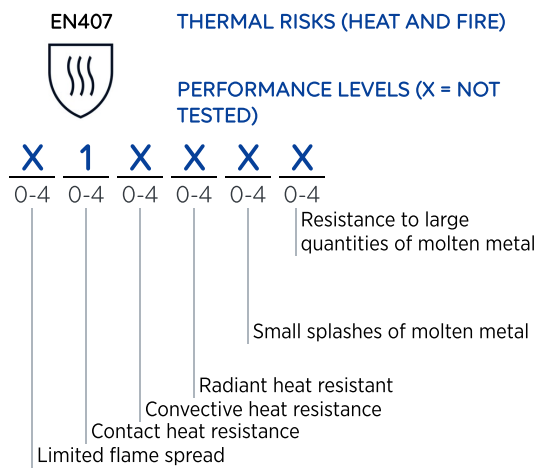 EN407
THERMAL RISKS (HEAT AND FIRE)
PERFORMANCE LEVELS (X = NOT
TESTED)
X 1 X X X X
0-4 0-4 0-4 0-4 0-4 0-4
Resistance to large
quantities of molten metal
Small splashes of molten metal
Radiant heat resistant
Convective heat resistance
Contact heat resistance
Limited flame spread